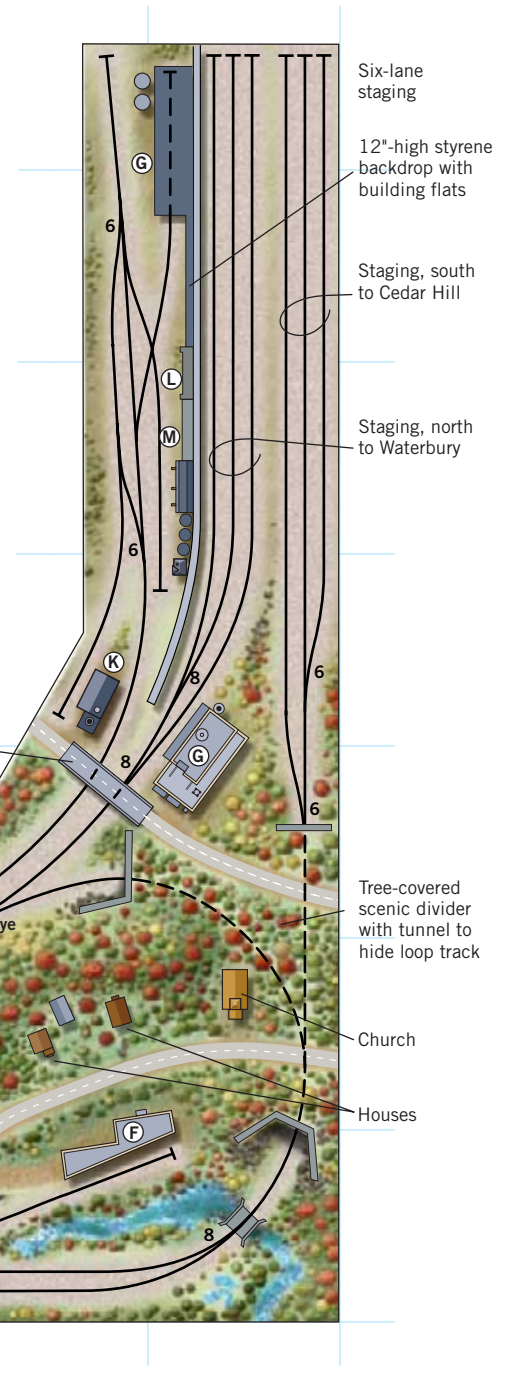 Six-lane
staging
12"-high styrene
backdrop with
building flats
G
6
Staging, south
to Cedar Hill
L
Staging, north
to Waterbury
M
6
K
8
6
G
8
6
Tree-covered
scenic divider
with tunnel to
hide loop track
ye
Church
Houses
F
8